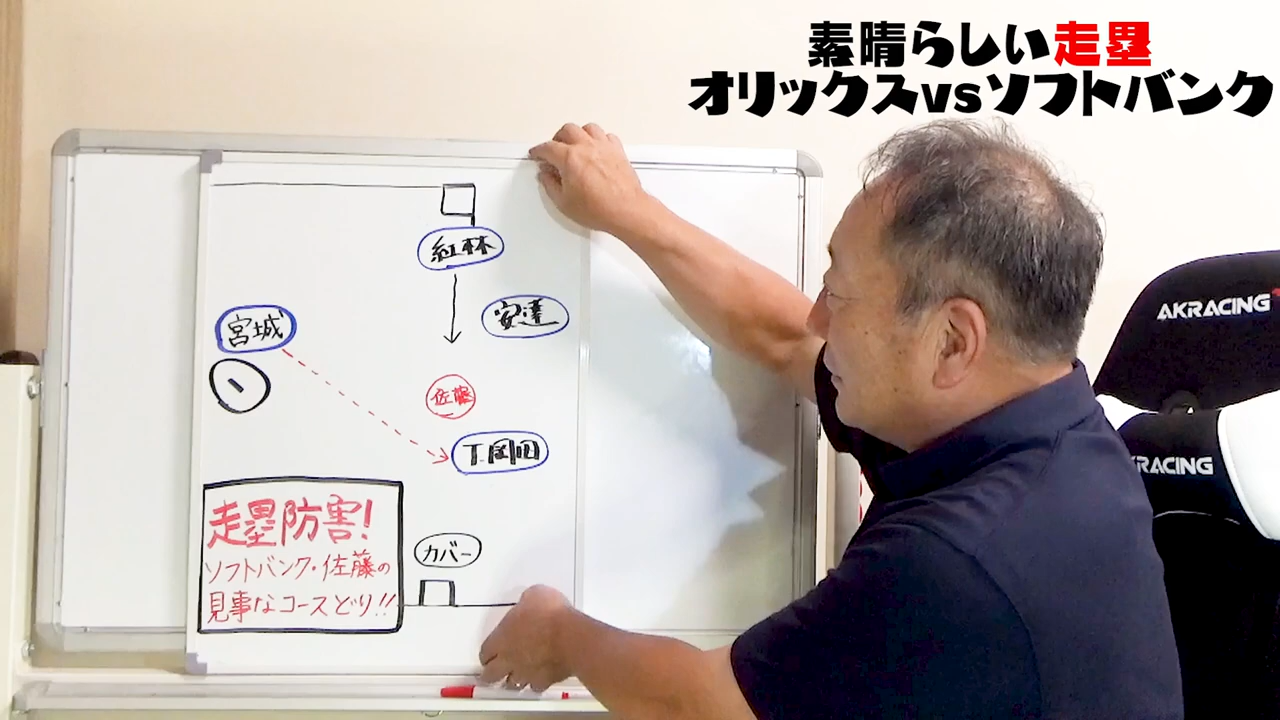 素晴らしい走塁
オリックスvsソフトバンク
紅林
安達
宮城
佐藤
T.岡田
走塁防害!
ソフトバンク・佐藤の
見事なコースどり!!
カバー
AKRACING
RACING